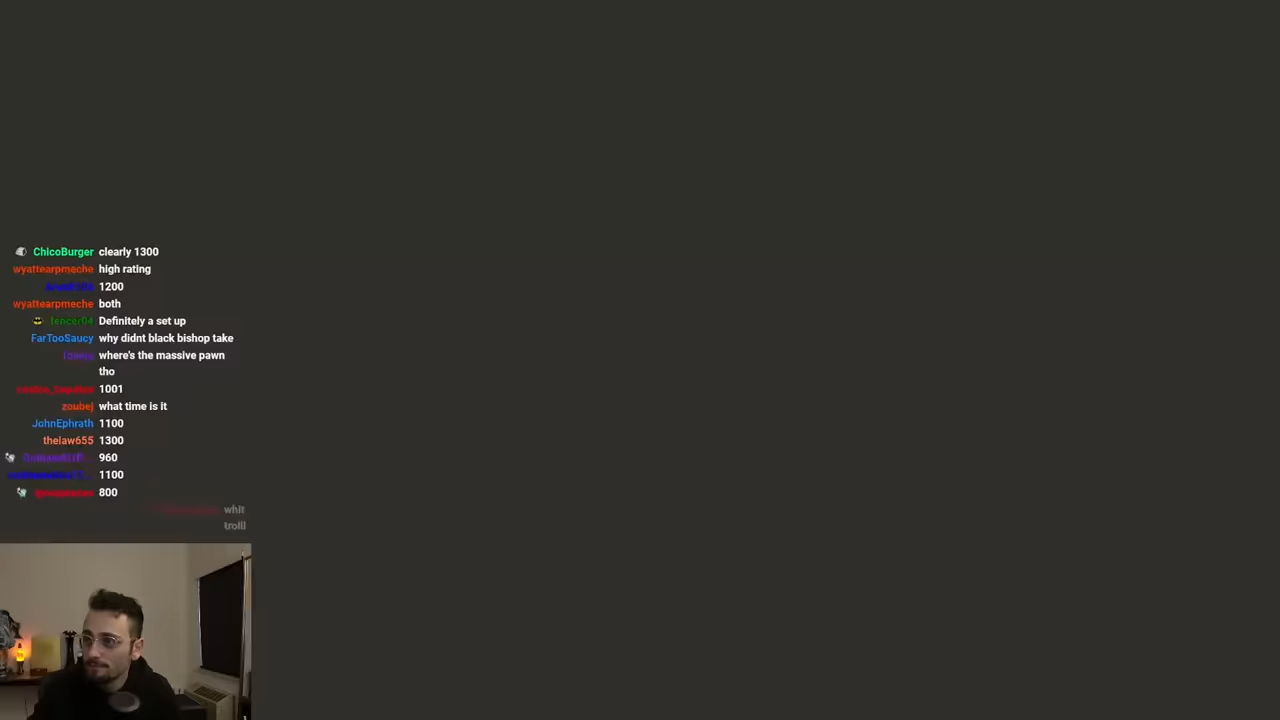 ChicoBurger clearly 1300
wyattearpmeche high rating
1200
wyattearpmeche both
fencer04 Definitely a set up
FarTooSaucy why didnt black bishop take
where's the massive pawn
tho
1001
zoubej what time is it
JohnEphrath 1100
thelaw655 1300
960
1100
800
whit
trolll